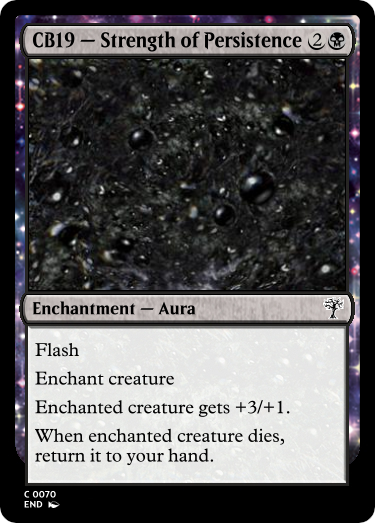 CB19 — Strength of Persistence 2
Enchantment — Aura
Flash
Enchant creature
Enchanted creature gets +3/+1.
When enchanted creature dies,
return it to your hand.
C 0070
END